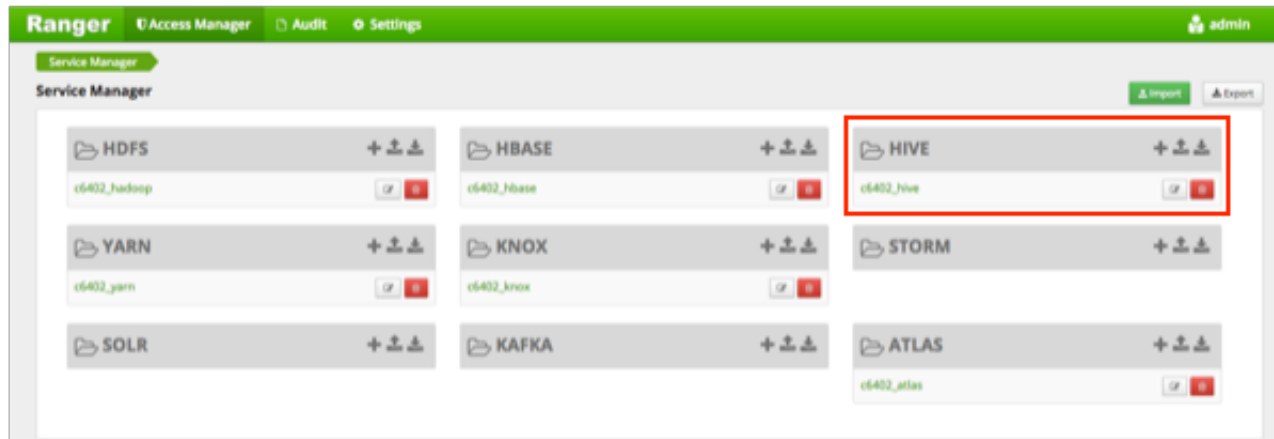 Ranger Access Manager Audit Settings admin
Service Manager
Service Manager Import Export
HDFS HBASE HIVE
c6402_hadoop c6402_hbase c6402_hive
YARN KNOX STORM
c6402_yarn c6402_knox
SOLR KAFKA ATLAS
c6402_atlas